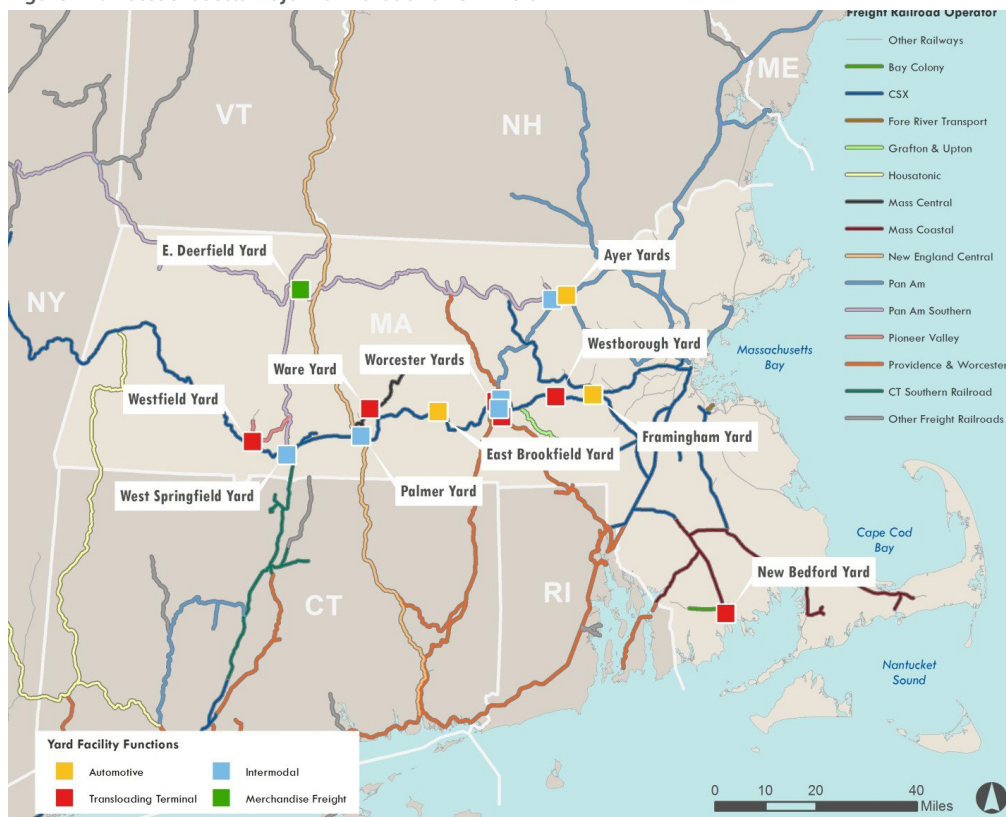 Freight Railroad Operator
Other Railways
Bay Colony
CSX
Fore River Transport
Grafton & Upton
Housatonic
Mass Central
Mass Coastal
New England Central
Pan Am
Pan Am Southern
Pioneer Valley
Providence & Worcester
CT Southern Railroad
Other Freight Railroads
ME
VT
NH
E. Deerfield Yard
Ayer Yards
NY
MA
Westborough Yard
Massachusetts
Bay
Worcester Yards
Ware Yard
Westfield Yard
Framingham Yard
East Brookfield Yard
West Springfield Yard
Palmer Yard
Cape Cod
Bay
New Bedford Yard
CT
RI
Nantucket
Sound
Yard Facility Functions
Automotive
Intermodal
Transloading Terminal
Merchandise Freight
0 10 20 40
Miles